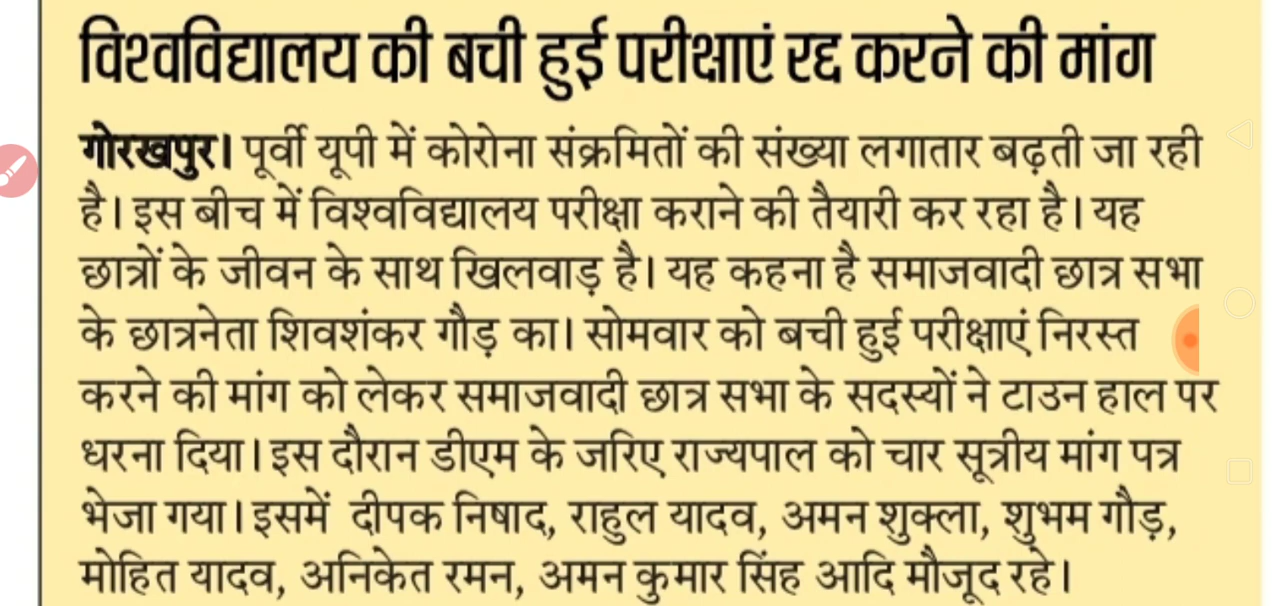 विश्वविद्यालय की बची हुई परीक्षाएं रद्द करने की मांग
गोरखपुर। पूर्वी यूपी में कोरोना संक्रमितों की संख्या लगातार बढ़ती जा रही
है। इस बीच में विश्वविद्यालय परीक्षा कराने की तैयारी कर रहा है। यह
छात्रों के जीवन के साथ खिलवाड़ है। यह कहना है समाजवादी छात्र सभा
के छात्रनेता शिवशंकर गौड़ का। सोमवार को बची हुई परीक्षाएं निरस्त
करने की मांग को लेकर समाजवादी छात्र सभा के सदस्यों ने टाउन हाल पर
धरना दिया। इस दौरान डीएम के जरिए राज्यपाल को चार सूत्रीय मांग पत्र
भेजा गया। इसमें दीपक निषाद, राहुल यादव, अमन शुक्ला, शुभम गौड़,
मोहित यादव, अनिकेत रमन, अमन कुमार सिंह आदि मौजूद रहे।